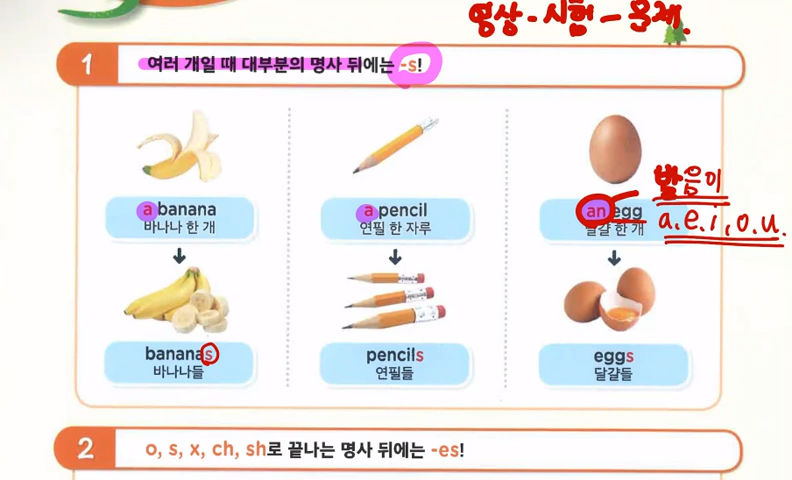 영상-시험-문제.
1 여러 개일 때 대부분의 명사 뒤에는 -s!
a banana
바나나 한 개
a pencil
연필 한 자루
an egg
달걀 한 개
발음이
a.e.i,o.u.
bananas
바나나들
pencils
연필들
eggs
달걀들
2 o, s, x, ch, sh로 끝나는 명사 뒤에는 -es!